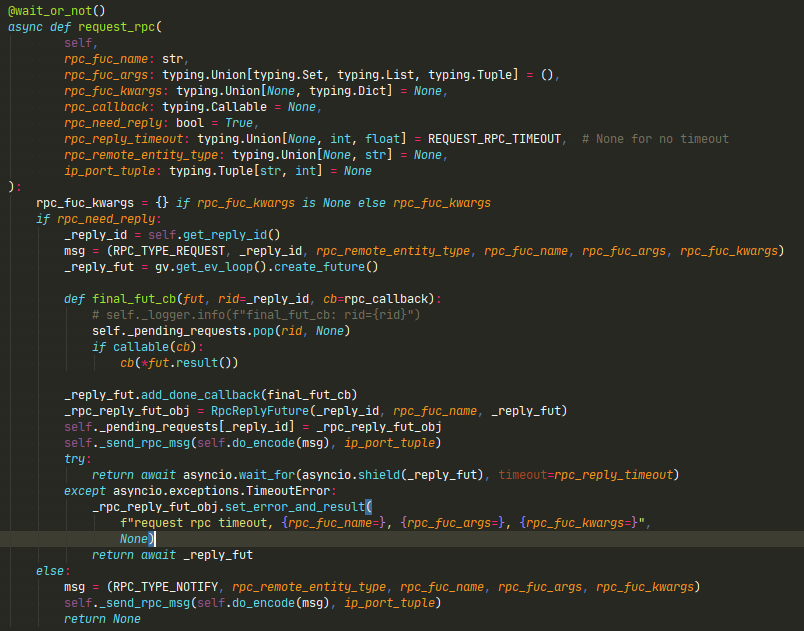 @wait_or_not()
async def request_rpc(
        self,
        rpc_fuc_name: str,
        rpc_fuc_args: typing.Union[typing.Set, typing.List, typing.Tuple] = (),
        rpc_fuc_kwargs: typing.Union[None, typing.Dict] = None,
        rpc_callback: typing.Callable = None,
        rpc_need_reply: bool = True,
        rpc_reply_timeout: typing.Union[None, int, float] = REQUEST_RPC_TIMEOUT,  # None for no timeout
        rpc_remote_entity_type: typing.Union[None, str] = None,
        ip_port_tuple: typing.Tuple[str, int] = None
):
    rpc_fuc_kwargs = {} if rpc_fuc_kwargs is None else rpc_fuc_kwargs
    if rpc_need_reply:
        _reply_id = self.get_reply_id()
        msg = (RPC_TYPE_REQUEST, _reply_id, rpc_remote_entity_type, rpc_fuc_name, rpc_fuc_args, rpc_fuc_kwargs)
        _reply_fut = gv.get_ev_loop().create_future()

        def final_fut_cb(fut, rid=_reply_id, cb=rpc_callback):
            # self._logger.info(f"final_fut_cb: rid={rid}")
            self._pending_requests.pop(rid, None)
            if callable(cb):
                cb(*fut.result())

        _reply_fut.add_done_callback(final_fut_cb)
        _rpc_reply_fut_obj = RpcReplyFuture(_reply_id, rpc_fuc_name, _reply_fut)
        self._pending_requests[_reply_id] = _rpc_reply_fut_obj
        self._send_rpc_msg(self.do_encode(msg), ip_port_tuple)
        try:
            return await asyncio.wait_for(asyncio.shield(_reply_fut), timeout=rpc_reply_timeout)
        except asyncio.exceptions.TimeoutError:
            _rpc_reply_fut_obj.set_error_and_result(
                f"request rpc timeout, {rpc_fuc_name=}, {rpc_fuc_args=}, {rpc_fuc_kwargs=}",
                None)
            return await _reply_fut
    else:
        msg = (RPC_TYPE_NOTIFY, rpc_remote_entity_type, rpc_fuc_name, rpc_fuc_args, rpc_fuc_kwargs)
        self._send_rpc_msg(self.do_encode(msg), ip_port_tuple)
        return None